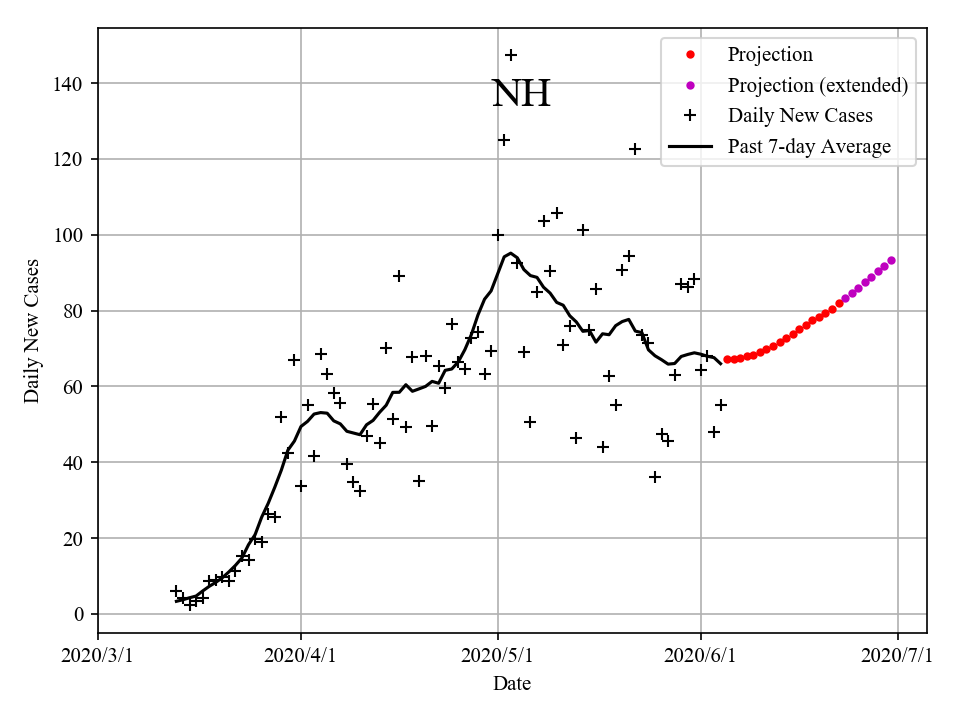 NH
Projection
Projection (extended)
Daily New Cases
Past 7-day Average
Daily New Cases
140
120
100
80
60
40
20
0
2020/3/1
2020/4/1
2020/5/1
2020/6/1
2020/7/1
Date